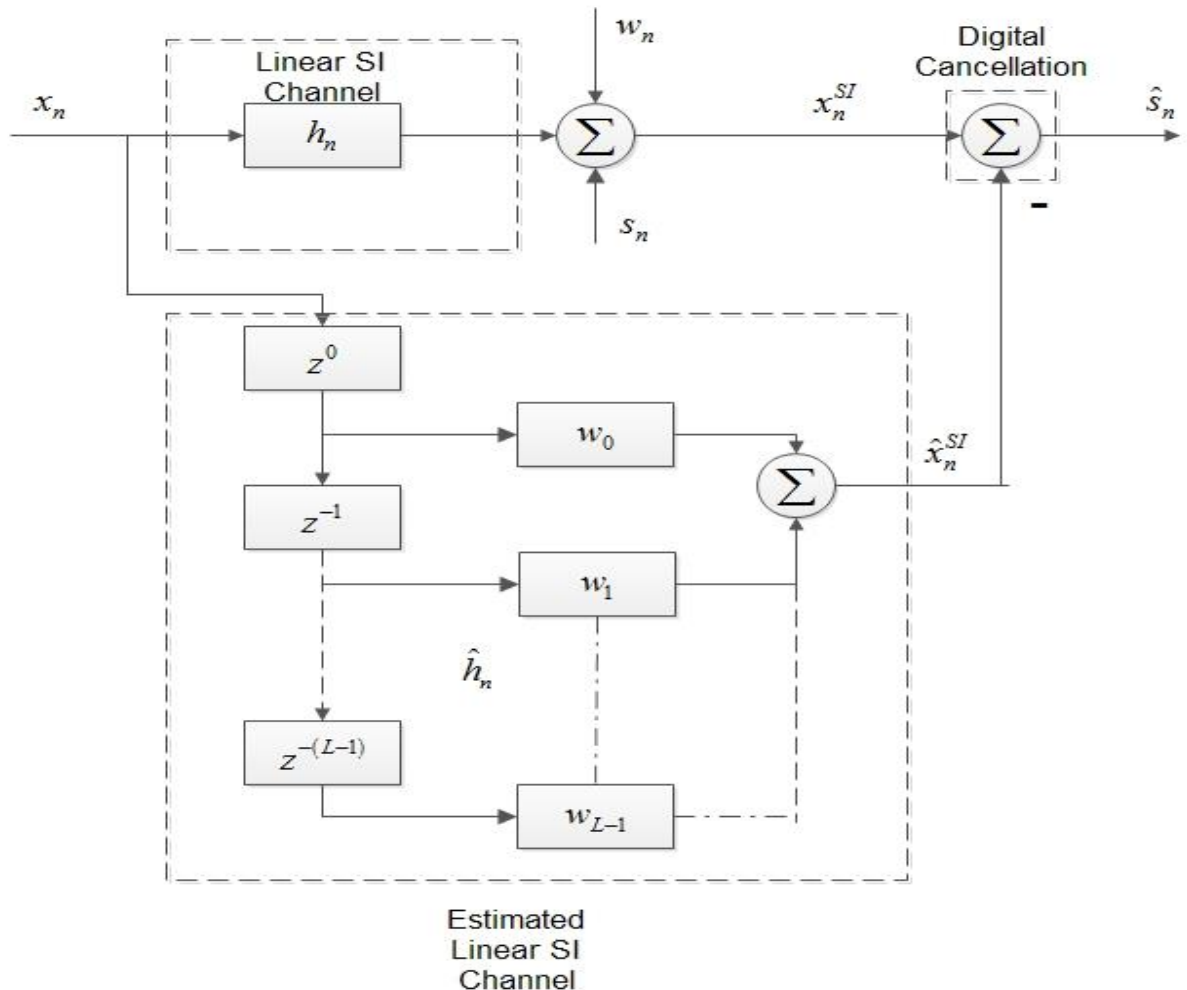 Linear SI
Channel
x_n
h_n
w_n
Σ
s_n
x_n^{SI}
Digital
Cancellation
Σ
-
ŝ_n
z^0
w_0
Σ
x̂_n^{SI}
z^{-1}
w_1
ĥ_n
z^{-(L-1)}
w_{L-1}
Estimated
Linear SI
Channel